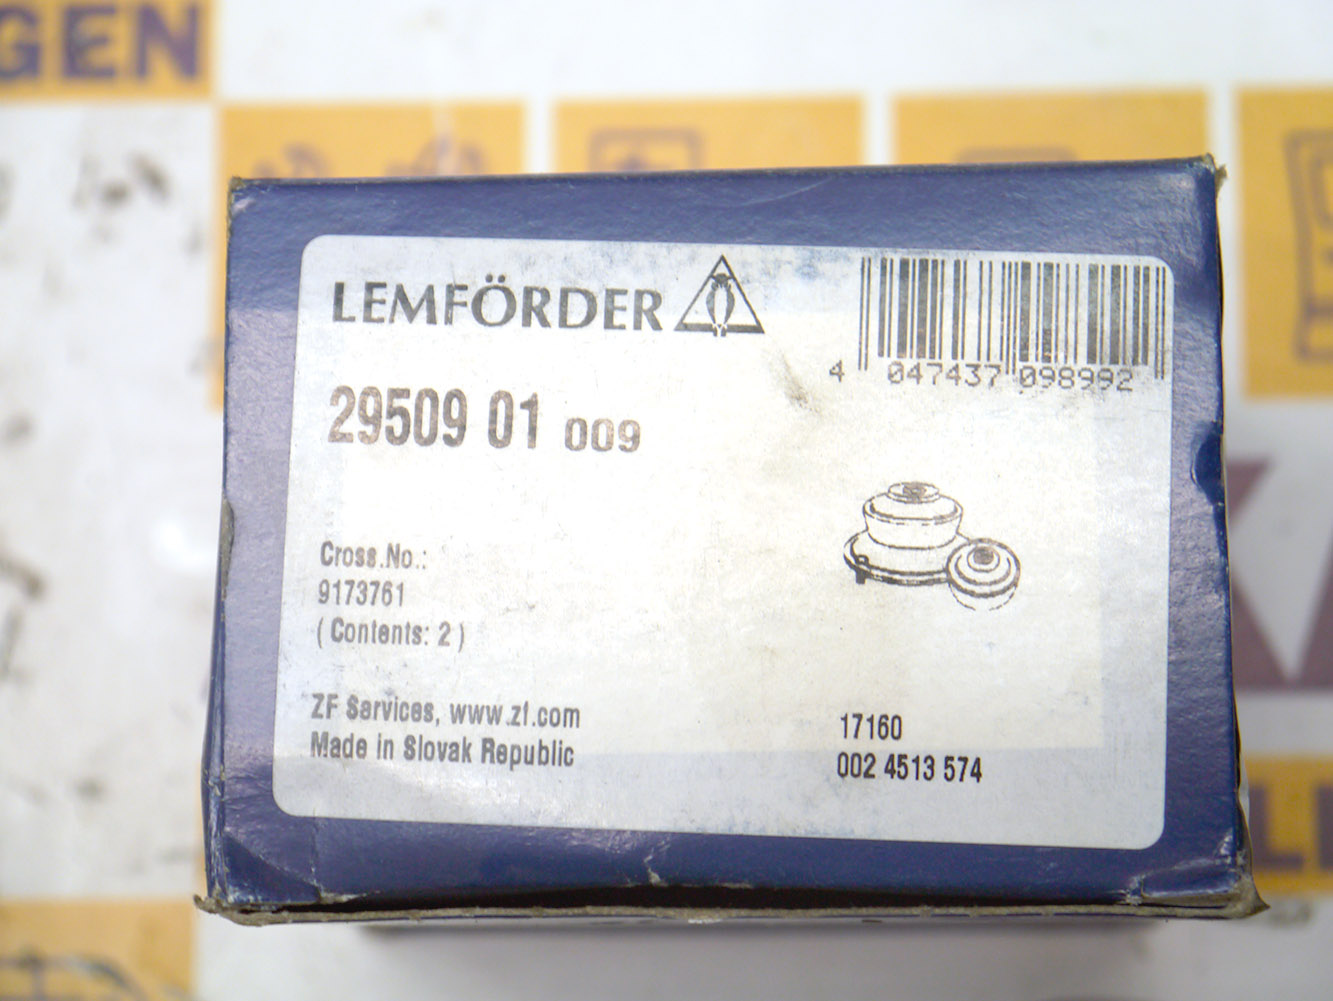 GEN
LEMFÖRDER
4 047437 098992
29509 01 009
Cross.No.:
9173761
( Contents: 2 )
ZF Services, www.zf.com
Made in Slovak Republic
17160
002 4513 574